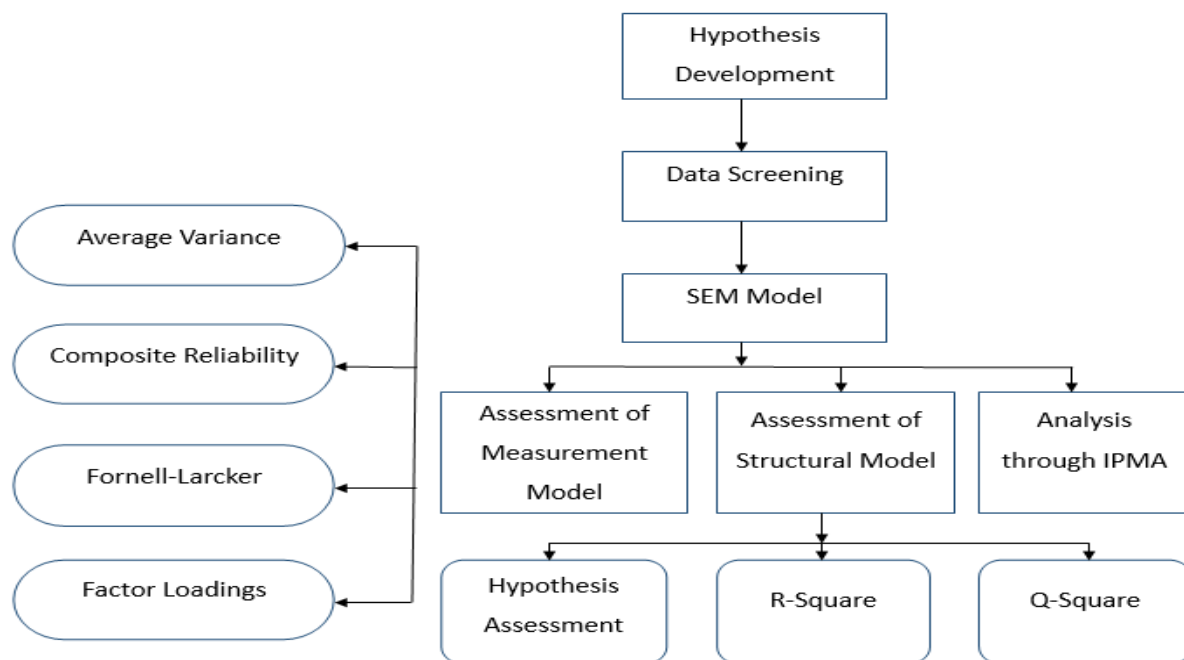 Hypothesis
Development
Data Screening
SEM Model
Average Variance
Composite Reliability
Fornell-Larcker
Factor Loadings
Assessment of
Measurement
Model
Assessment of
Structural Model
Analysis
through IPMA
Hypothesis
Assessment
R-Square
Q-Square